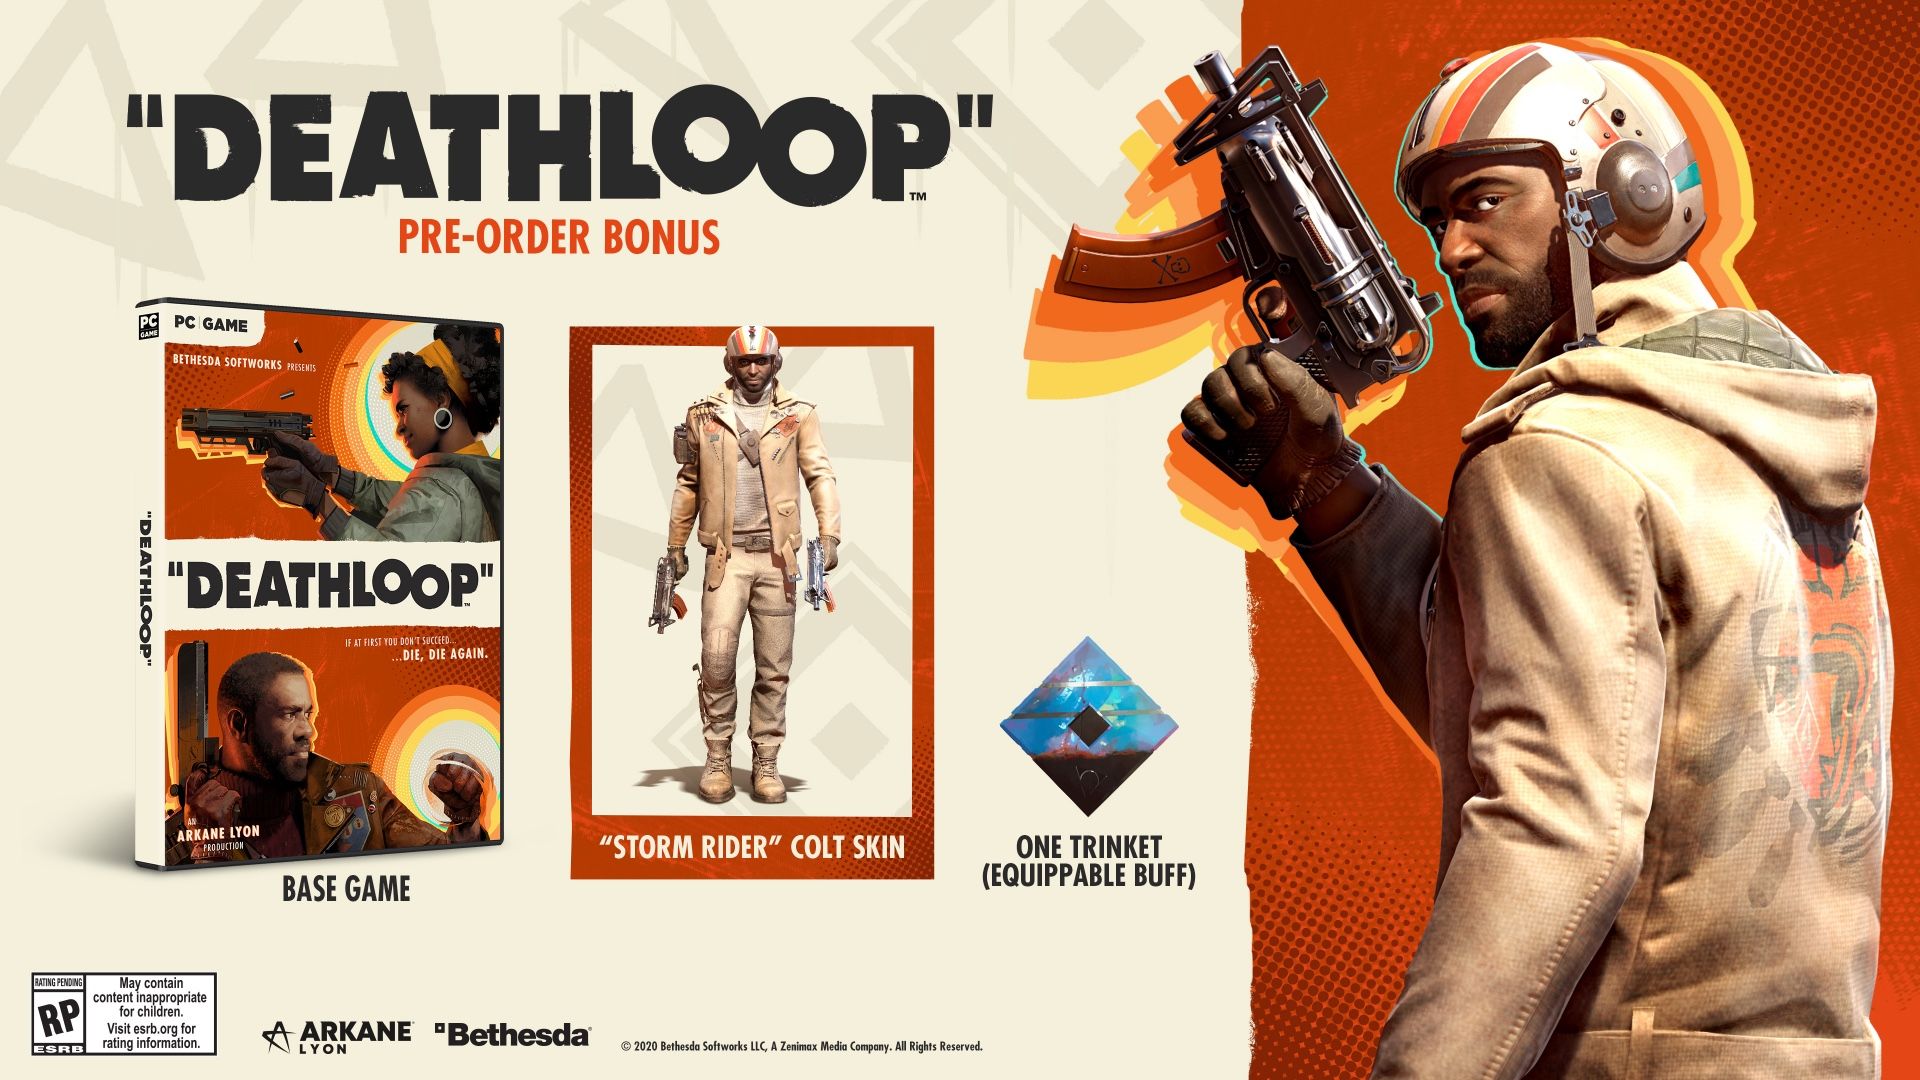 "DEATHLOOP"™
PRE-ORDER BONUS
PC GAME
PC GAME
BETHESDA SOFTWORKS PRESENTS
"DEATHLOOP"
"DEATHLOOP"™
IF AT FIRST YOU DON'T SUCCEED...
...DIE, DIE AGAIN.
AN
ARKANE LYON
PRODUCTION
BASE GAME
"STORM RIDER" COLT SKIN
ONE TRINKET
(EQUIPPABLE BUFF)
RATING PENDING
RP
ESRB
May contain
content inappropriate
for children.
Visit esrb.org for
rating information.
ARKANE
LYON
Bethesda®
© 2020 Bethesda Softworks LLC, A Zenimax Media Company. All Rights Reserved.